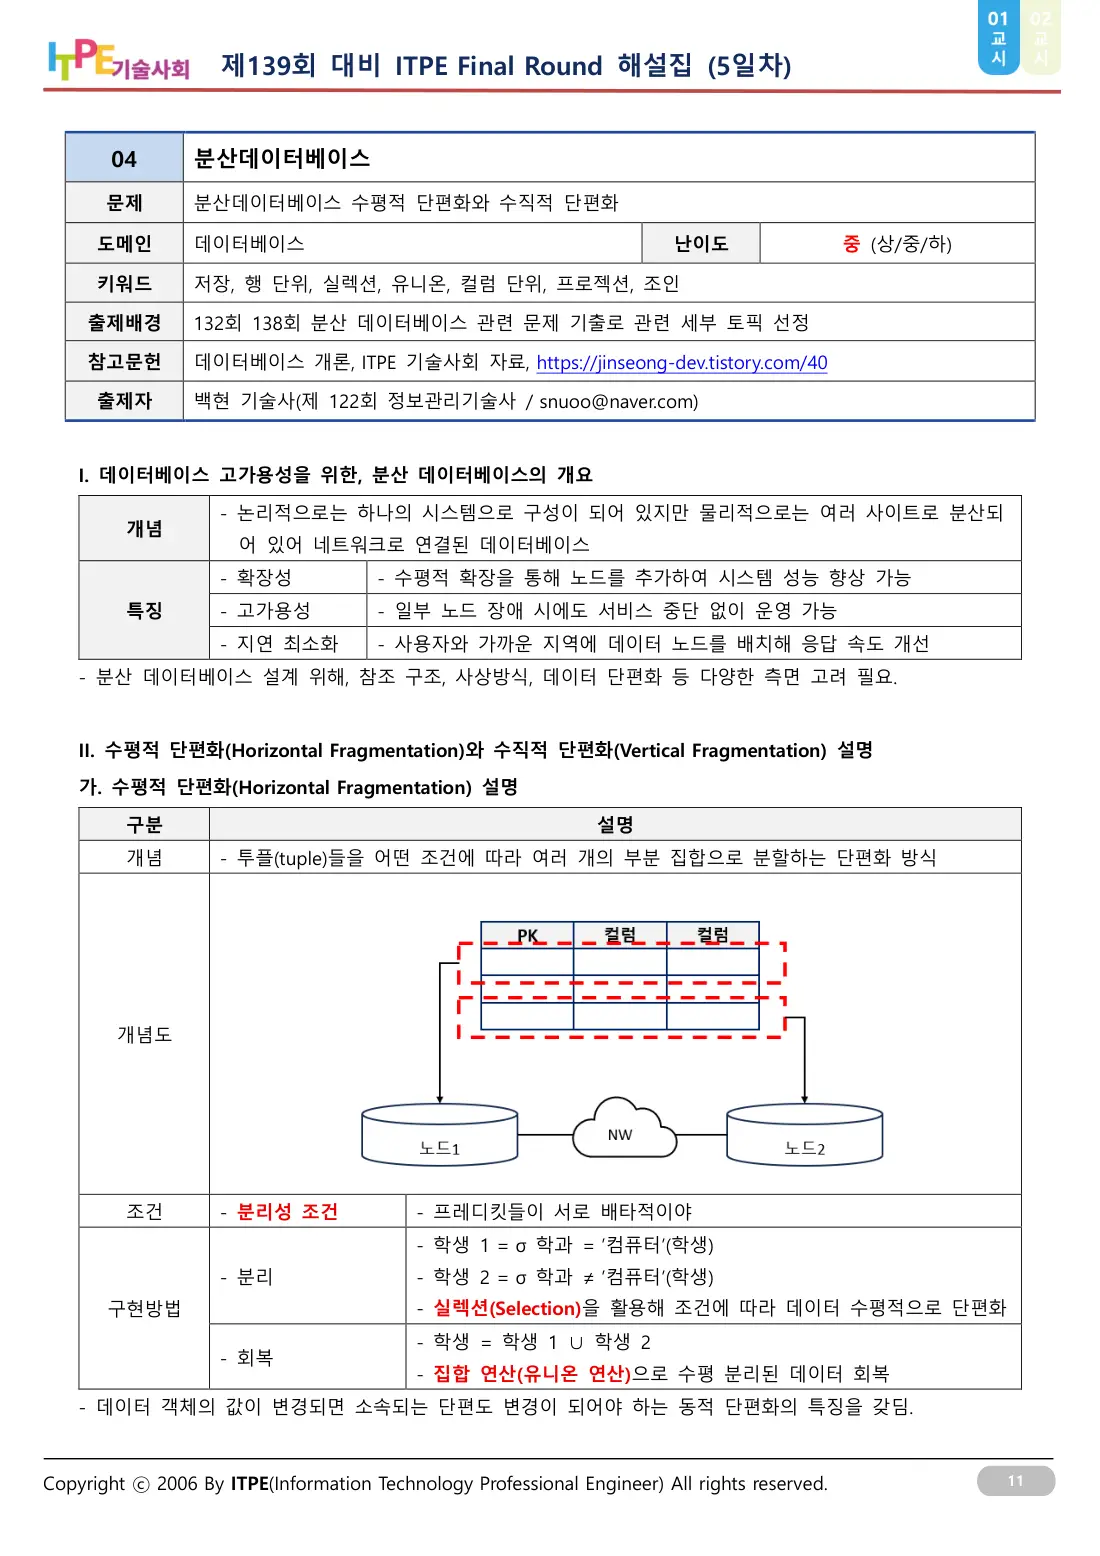 01
교
시
02
교
시
ITPE기술사회 제139회 대비 ITPE Final Round 해설집 (5일차)
04 분산데이터베이스
문제 분산데이터베이스 수평적 단편화와 수직적 단편화
도메인 데이터베이스 난이도 중 (상/중/하)
키워드 저장, 행 단위, 실렉션, 유니온, 컬럼 단위, 프로젝션, 조인
출제배경 132회 138회 분산 데이터베이스 관련 문제 기출로 관련 세부 토픽 선정
참고문헌 데이터베이스 개론, ITPE 기술사회 자료, https://jinseong-dev.tistory.com/40
출제자 백현 기술사(제 122회 정보관리기술사 / snuoo@naver.com)
I. 데이터베이스 고가용성을 위한, 분산 데이터베이스의 개요
개념 - 논리적으로는 하나의 시스템으로 구성이 되어 있지만 물리적으로는 여러 사이트로 분산되
어 있어 네트워크로 연결된 데이터베이스
특징 - 확장성 - 수평적 확장을 통해 노드를 추가하여 시스템 성능 향상 가능
- 고가용성 - 일부 노드 장애 시에도 서비스 중단 없이 운영 가능
- 지연 최소화 - 사용자와 가까운 지역에 데이터 노드를 배치해 응답 속도 개선
- 분산 데이터베이스 설계 위해, 참조 구조, 사상방식, 데이터 단편화 등 다양한 측면 고려 필요.
II. 수평적 단편화(Horizontal Fragmentation)와 수직적 단편화(Vertical Fragmentation) 설명
가. 수평적 단편화(Horizontal Fragmentation) 설명
구분 설명
개념 - 투플(tuple)들을 어떤 조건에 따라 여러 개의 부분 집합으로 분할하는 단편화 방식
개념도
PK 컬럼 컬럼
노드1 NW 노드2
조건 - 분리성 조건 - 프레디킷들이 서로 배타적이야
구현방법 - 분리 - 학생 1 = σ 학과 = ‘컴퓨터’(학생)
- 학생 2 = σ 학과 ≠ ‘컴퓨터’(학생)
- 실렉션(Selection)을 활용해 조건에 따라 데이터 수평적으로 단편화
- 회복 - 학생 = 학생 1 ∪ 학생 2
- 집합 연산(유니온 연산)으로 수평 분리된 데이터 회복
- 데이터 객체의 값이 변경되면 소속되는 단편도 변경이 되어야 하는 동적 단편화의 특징을 갖딤.
Copyright ⓒ 2006 By ITPE(Information Technology Professional Engineer) All rights reserved. 11